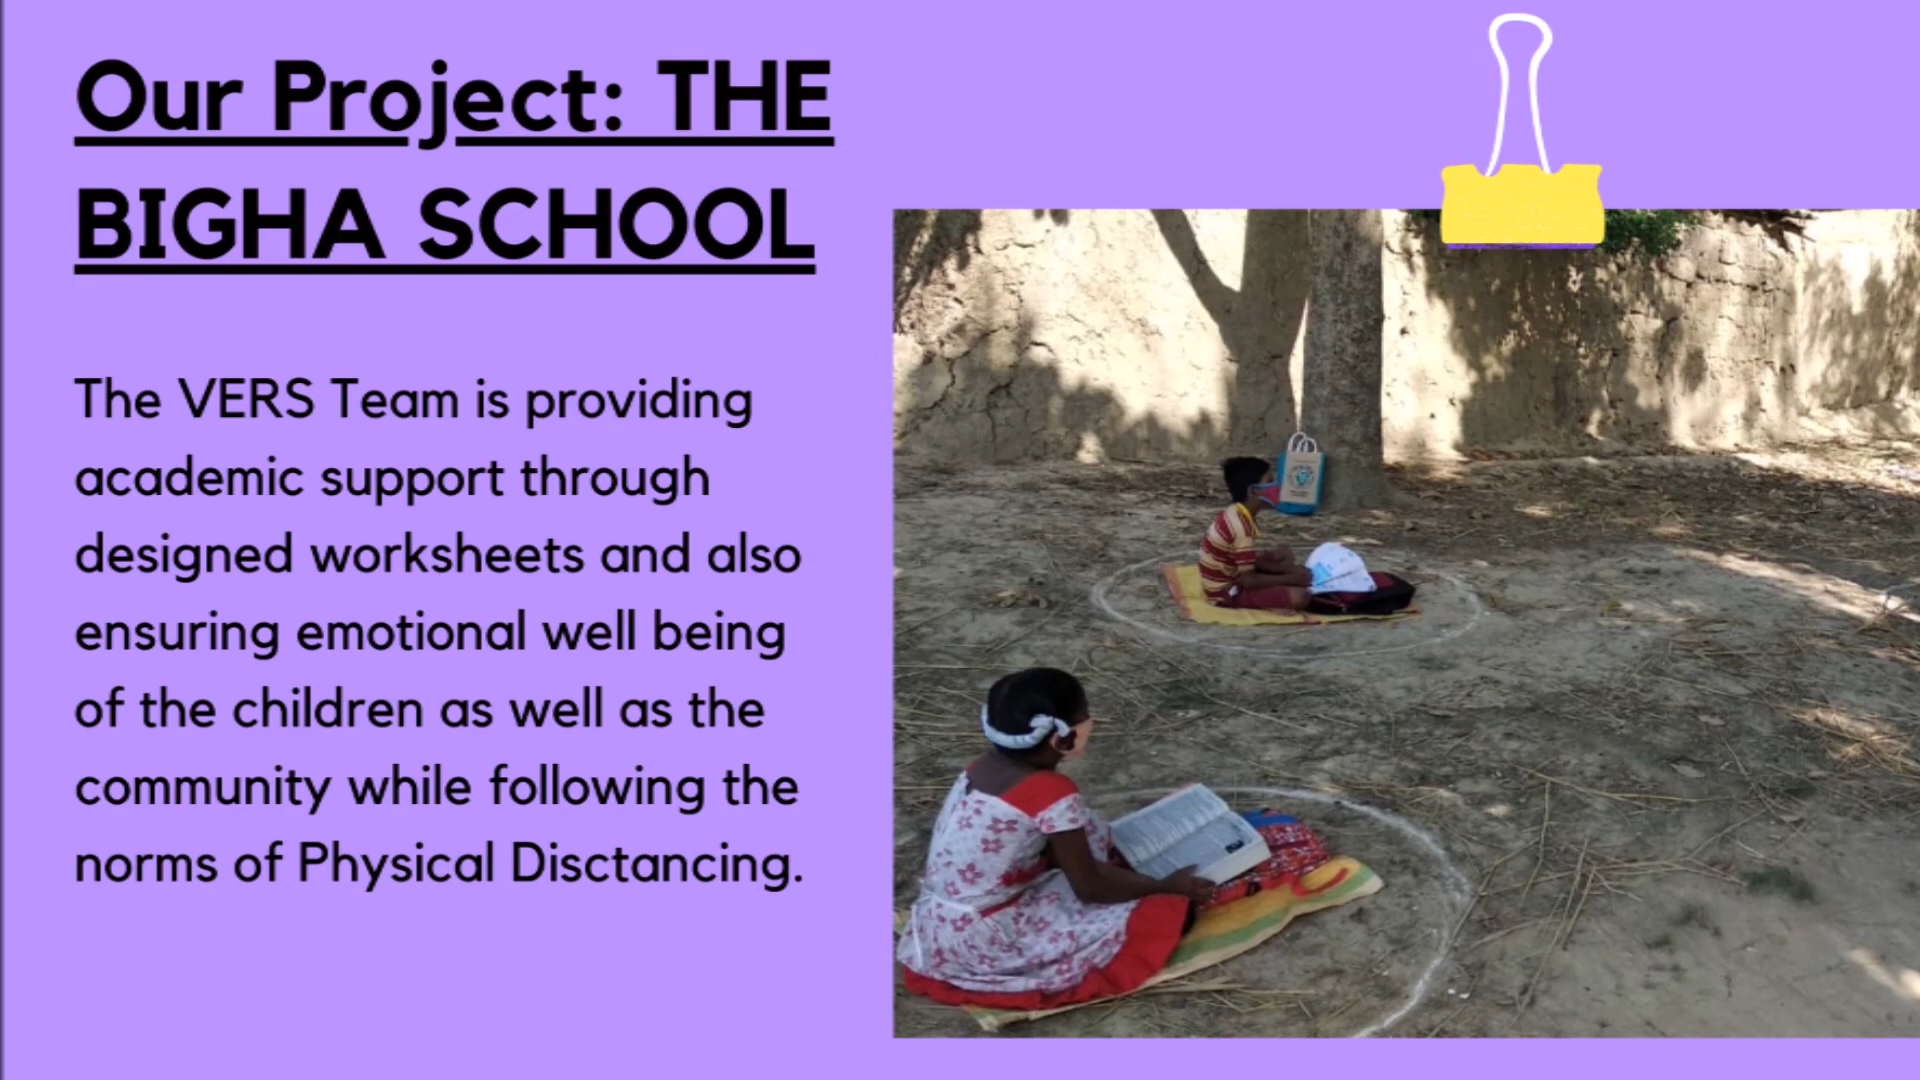 Our Project: THE
BIGHA SCHOOL
The VERS Team is providing
academic support through
designed worksheets and also
ensuring emotional well being
of the children as well as the
community while following the
norms of Physical Disctancing.